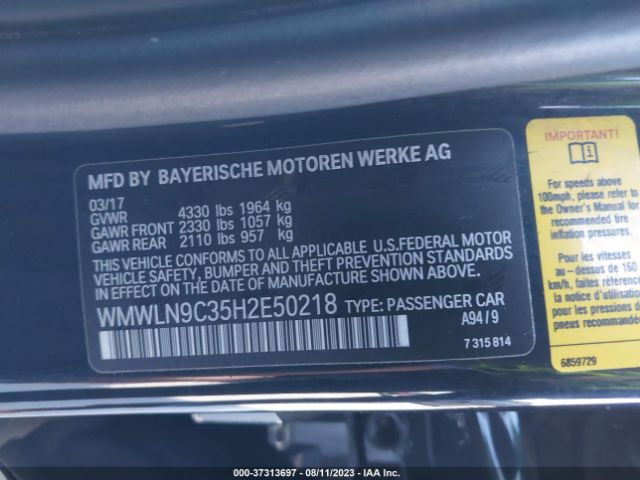 MFD BY BAYERISCHE MOTOREN WERKE AG
03/17
GVWR 4330 lbs 1964 kg
GAWR FRONT 2330 lbs 1057 kg
GAWR REAR 2110 lbs 957 kg
THIS VEHICLE CONFORMS TO ALL APPLICABLE U.S.FEDERAL MOTOR
VEHICLE SAFETY, BUMPER AND THEFT PREVENTION STANDARDS
IN EFFECT ON THE DATE OF MANUFACTURE SHOWN ABOVE.
WMWLN9C35H2E50218 TYPE: PASSENGER CAR
A94/9
7 315 814
IMPORTANT!
For speeds above
100mph, please refer to
the Owner's Manual for
recommended tire
inflation pressures.
Pour les vitesses
au-dessus de 160
km/h, faites référence
à la notice d'utilisation
pour les pressions de
pneus recommandées.
6859729
000-37313697 - 08/11/2023 - IAAI.COM